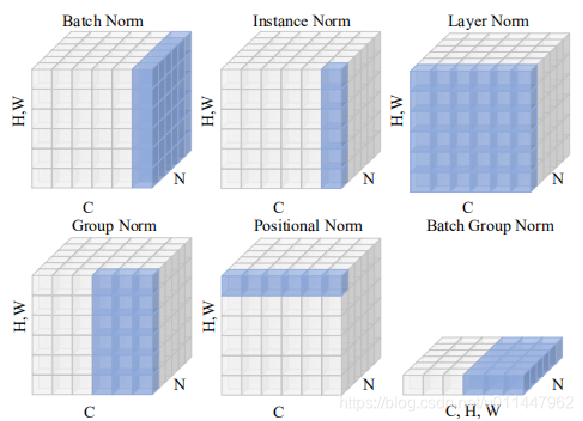 Batch Norm
Instance Norm
Layer Norm
H,W
N
C
H,W
N
C
H,W
N
C
Group Norm
Positional Norm
Batch Group Norm
H,W
N
C
H,W
N
C
N
C, H, W
https://blog.csdn.net/u011447962